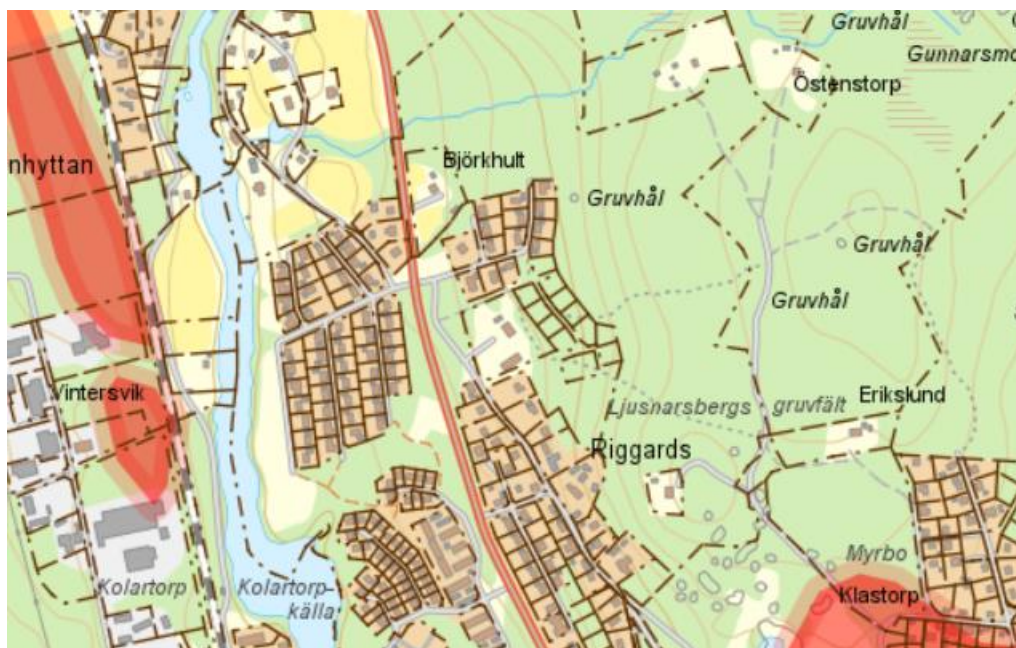 Gruvhål
Gunnarsmo
Östenstorp
Björkhult
nhyttan
Gruvhål
Gruvhål
Gruvhål
Vintersvik
Erikslund
Ljusnarsbergs gruvfält
Riggards
Myrbo
Kolartorp
Kolartorp-
källa
Klastorp